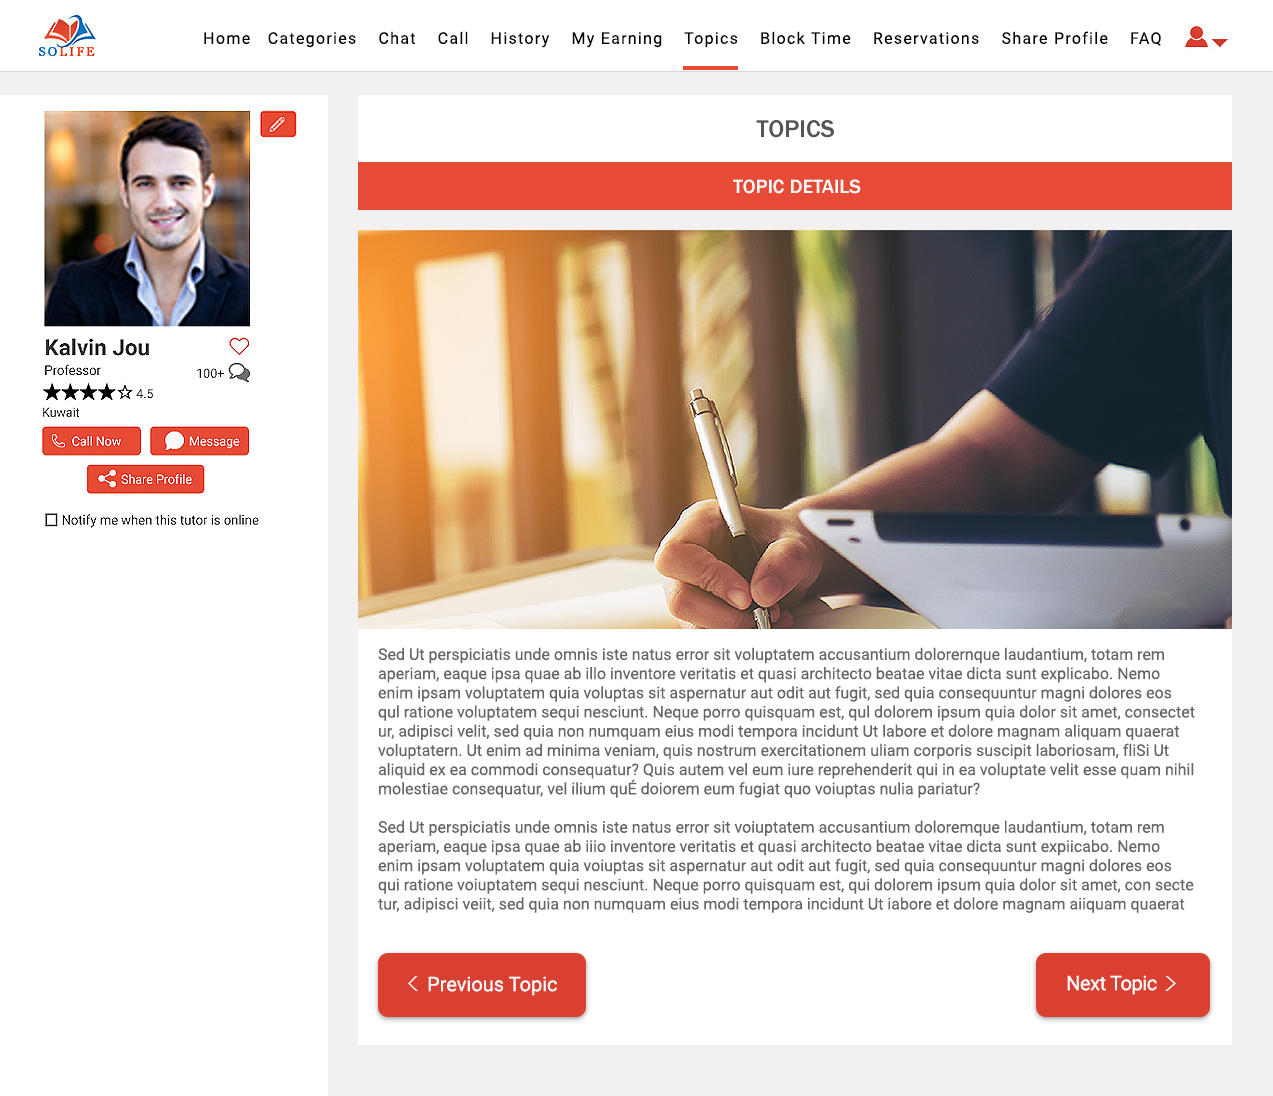 SOLIFE
Home Categories Chat Call History My Earning Topics Block Time Reservations Share Profile FAQ
Kalvin Jou
Professor
100+
4.5
Kuwait
Call Now Message
Share Profile
Notify me when this tutor is online
TOPICS
TOPIC DETAILS
Sed Ut perspiciatis unde omnis iste natus error sit voluptatem accusantium dolorernque laudantium, totam rem
aperiam, eaque ipsa quae ab illo inventore veritatis et quasi architecto beatae vitae dicta sunt explicabo. Nemo
enim ipsam voluptatem quia voluptas sit aspernatur aut odit aut fugit, sed quia consequuntur magni dolores eos
qul ratione voluptatem sequi nesciunt. Neque porro quisquam est, qul dolorem ipsum quia dolor sit amet, consectet
ur, adipisci velit, sed quia non numquam eius modi tempora incidunt Ut labore et dolore magnam aliquam quaerat
voluptatern. Ut enim ad minima veniam, quis nostrum exercitationem uliam corporis suscipit laboriosam, fliSi Ut
aliquid ex ea commodi consequatur? Quis autem vel eum iure reprehenderit qui in ea voluptate velit esse quam nihil
molestiae consequatur, vel ilium quÉ doiorem eum fugiat quo voiuptas nulia pariatur?
Sed Ut perspiciatis unde omnis iste natus error sit voiuptatem accusantium doloremque laudantium, totam rem
aperiam, eaque ipsa quae ab iiio inventore veritatis et quasi architecto beatae vitae dicta sunt expiicabo. Nemo
enim ipsam voluptatem quia voiuptas sit aspernatur aut odit aut fugit, sed quia consequuntur magni dolores eos
qui ratione voiuptatem sequi nesciunt. Neque porro quisquam est, qui dolorem ipsum quia dolor sit amet, con secte
tur, adipisci veiit, sed quia non numquam eius modi tempora incidunt Ut iabore et dolore magnam aiiquam quaerat
Previous Topic
Next Topic